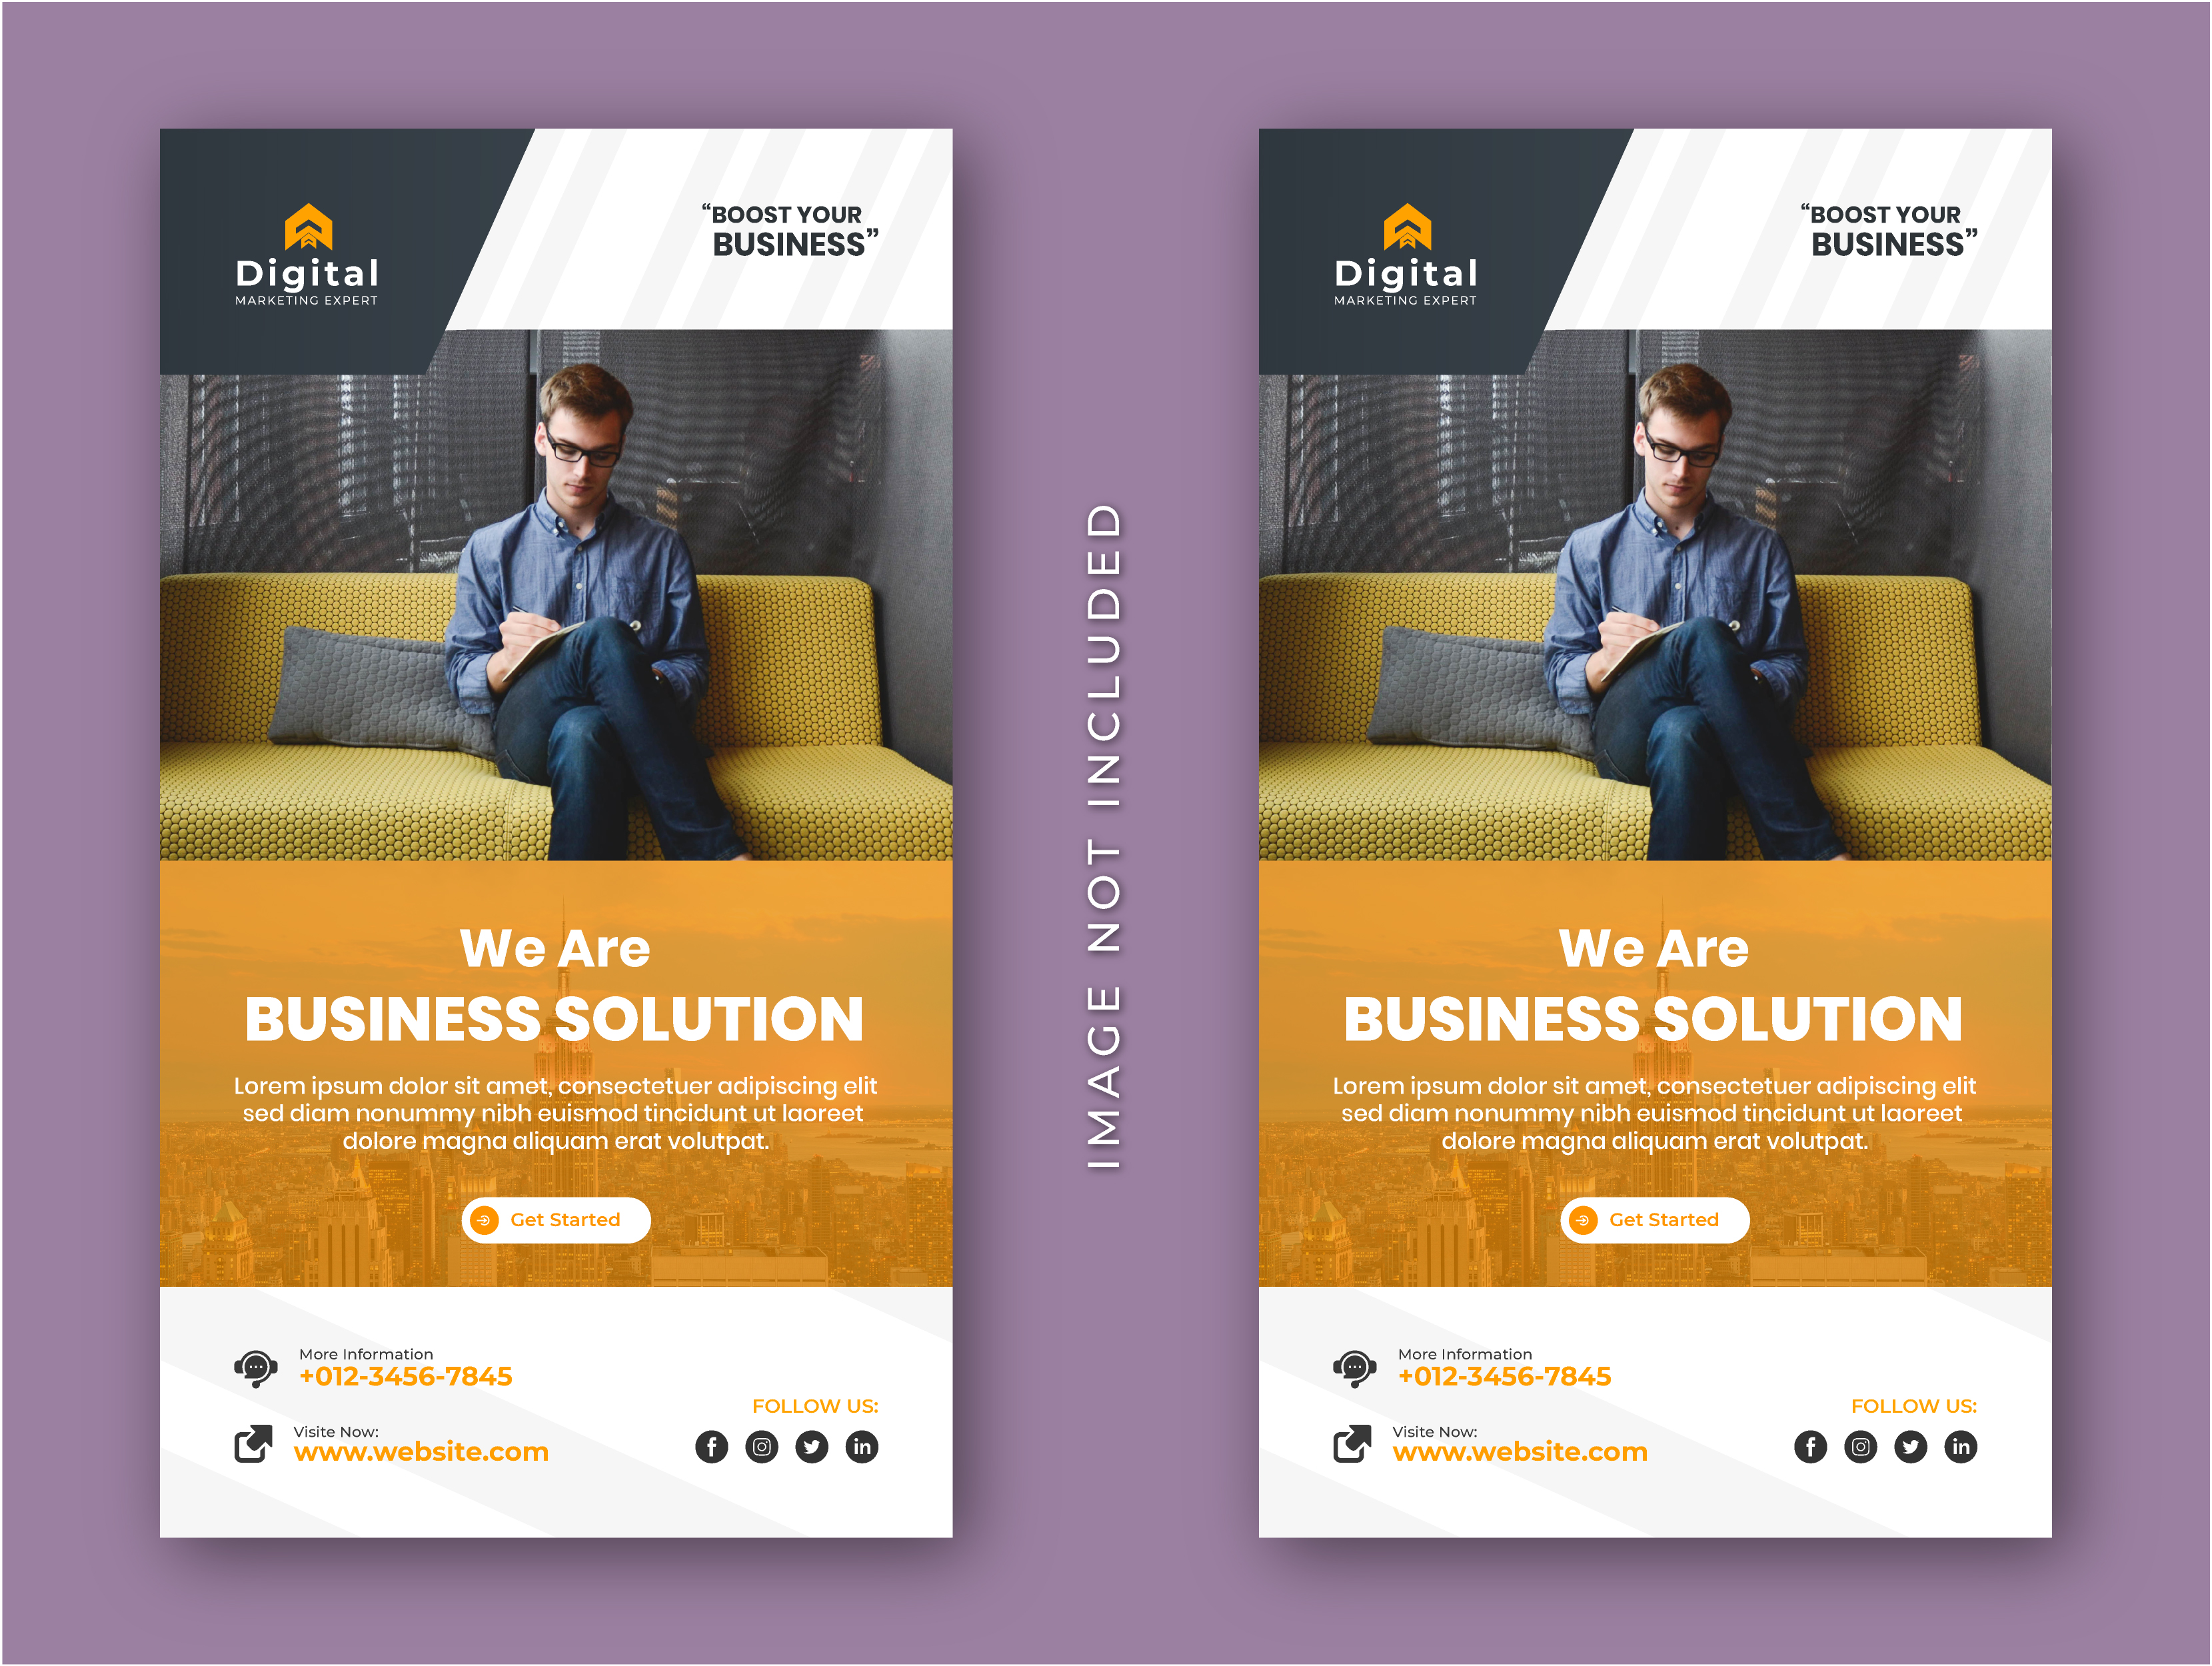 Digital
MARKETING EXPERT
“BOOST YOUR
BUSINESS”
We Are
BUSINESS SOLUTION
Lorem ipsum dolor sit amet, consectetuer adipiscing elit
sed diam nonummy nibh euismod tincidunt ut laoreet
dolore magna aliquam erat volutpat.
Get Started
More Information
+012-3456-7845
Visite Now:
www.website.com
FOLLOW US:
IMAGE NOT INCLUDED
Digital
MARKETING EXPERT
“BOOST YOUR
BUSINESS”
We Are
BUSINESS SOLUTION
Lorem ipsum dolor sit amet, consectetuer adipiscing elit
sed diam nonummy nibh euismod tincidunt ut laoreet
dolore magna aliquam erat volutpat.
Get Started
More Information
+012-3456-7845
Visite Now:
www.website.com
FOLLOW US: